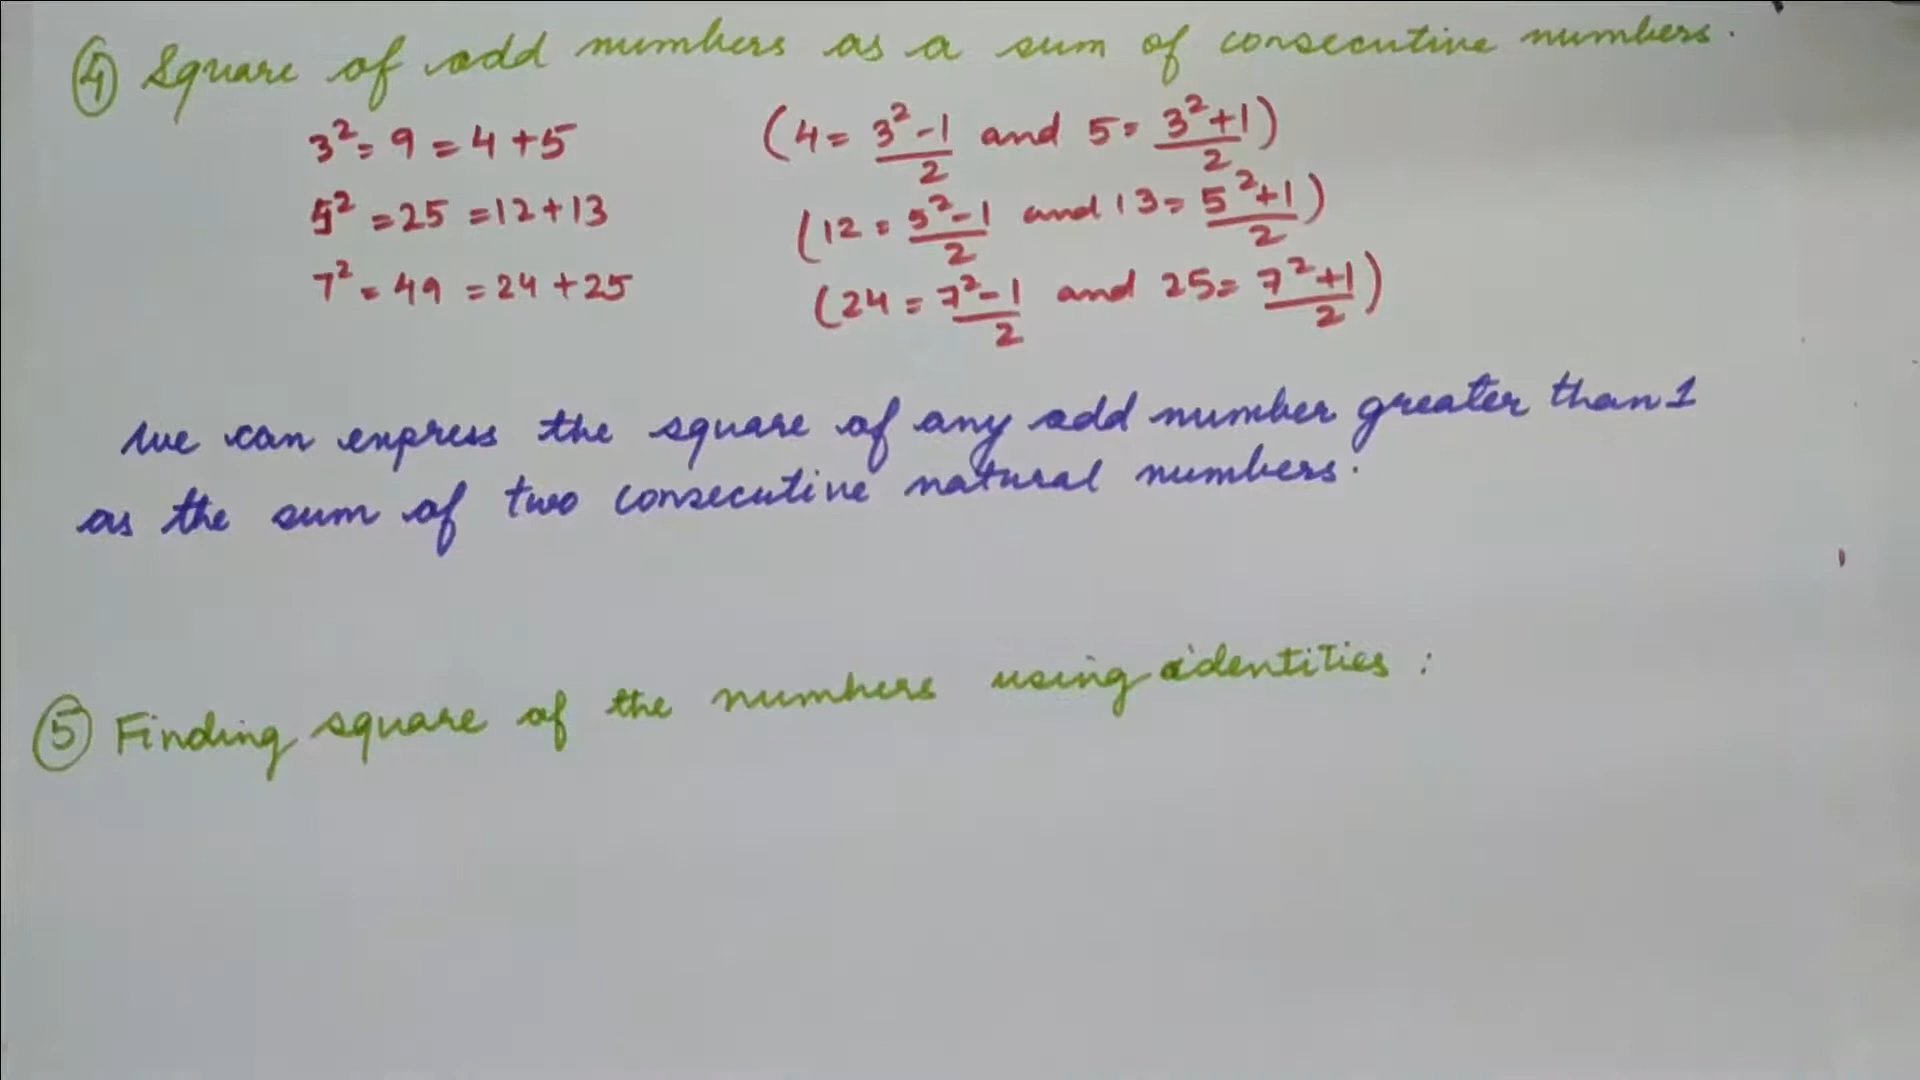 ④ Square of odd numbers as a sum of consecutive numbers.
3² = 9 = 4 + 5 (4 = 3²-1/2 and 5 = 3²+1/2)
5² = 25 = 12 + 13 (12 = 5²-1/2 and 13 = 5²+1/2)
7² = 49 = 24 + 25 (24 = 7²-1/2 and 25 = 7²+1/2)
we can express the square of any odd number greater than 1
as the sum of two consecutive natural numbers.
⑤ Finding square of the numbers using identities :